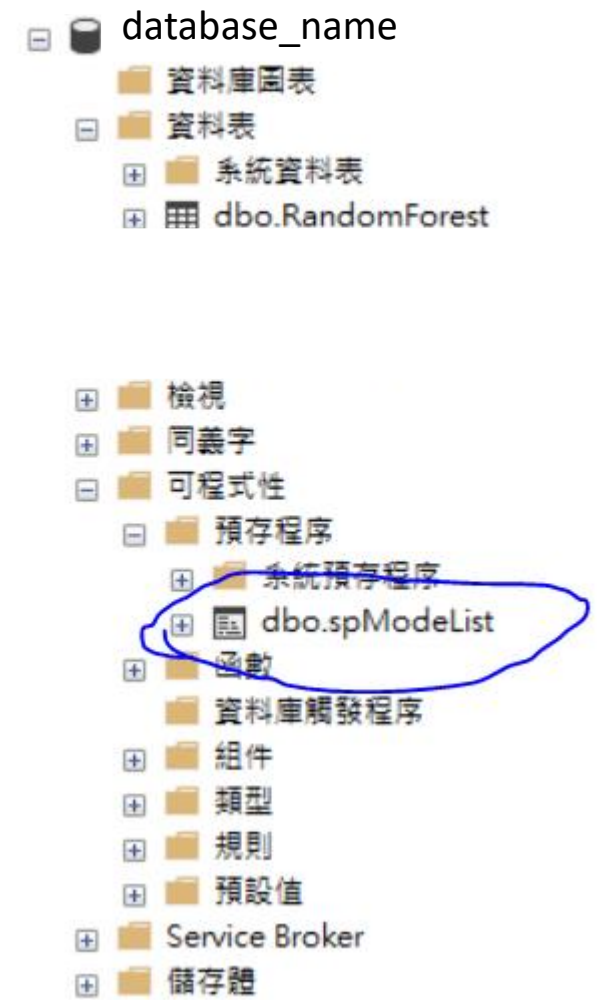 database_name
資料庫圖表
資料表
系統資料表
dbo.RandomForest
檢視
同義字
可程式性
預存程序
系統預存程序
dbo.spModeList
函數
資料庫觸發程序
組件
類型
規則
預設值
Service Broker
儲存體